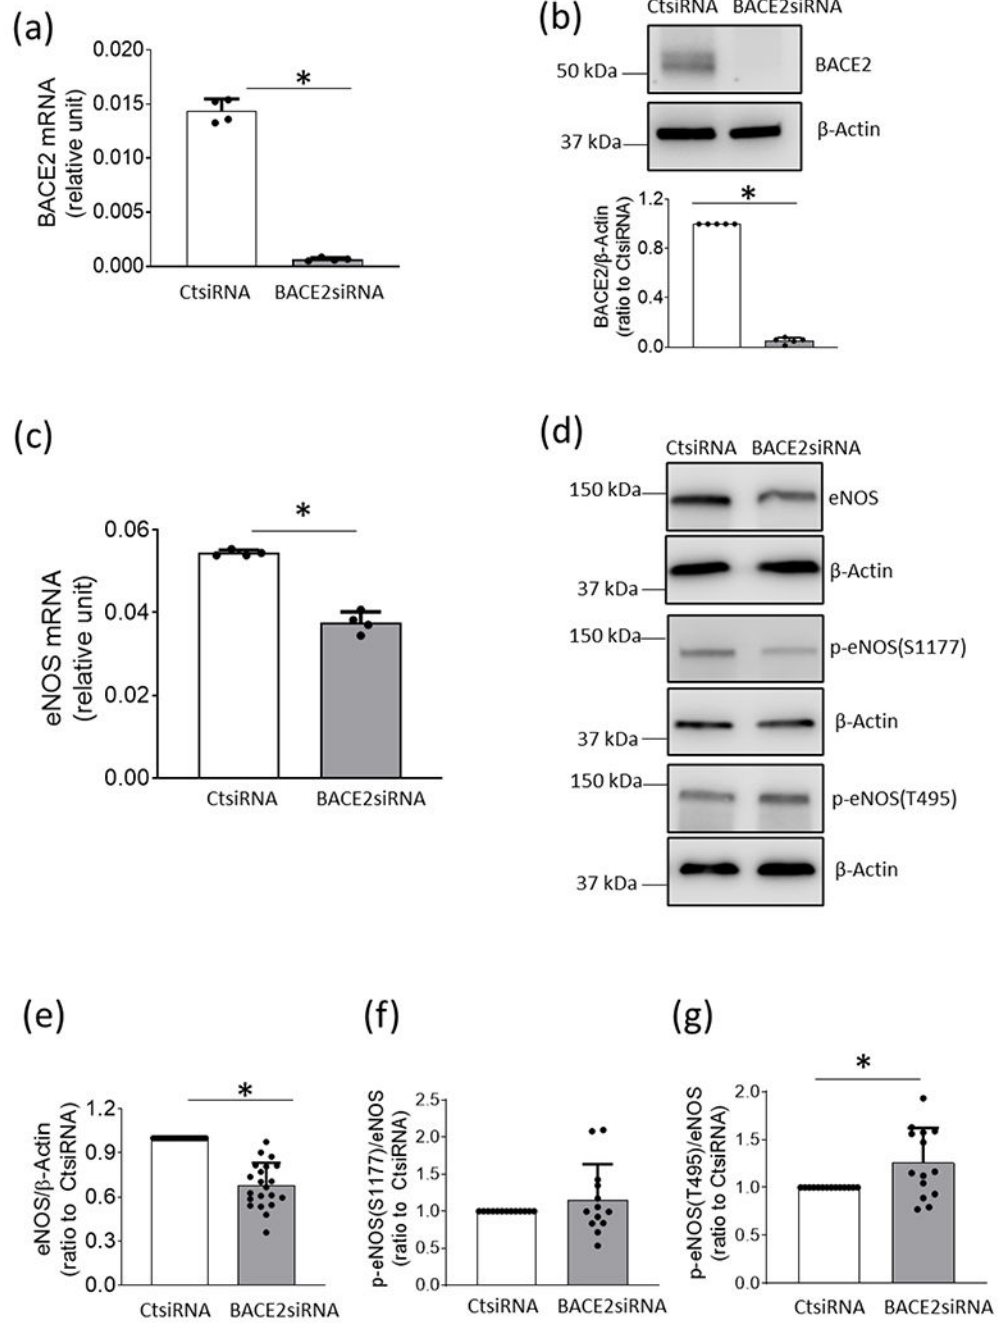 (a)
BACE2 mRNA
(relative unit)
0.020
0.015
0.010
0.005
0.000
*
CtsiRNA BACE2siRNA
(b)
CtsiRNA BACE2siRNA
50 kDa
BACE2
37 kDa
β-Actin
BACE2/β-Actin
(ratio to CtsiRNA)
1.2
0.8
0.4
0.0
*
(c)
eNOS mRNA
(relative unit)
0.06
0.04
0.02
0.00
*
CtsiRNA BACE2siRNA
(d)
CtsiRNA BACE2siRNA
150 kDa
eNOS
β-Actin
37 kDa
150 kDa
p-eNOS(S1177)
β-Actin
37 kDa
150 kDa
p-eNOS(T495)
β-Actin
37 kDa
(e)
eNOS/β-Actin
(ratio to CtsiRNA)
1.2
0.9
0.6
0.3
0.0
*
CtsiRNA BACE2siRNA
(f)
p-eNOS(S1177)/eNOS
(ratio to CtsiRNA)
2.5
2.0
1.5
1.0
0.5
0.0
CtsiRNA BACE2siRNA
(g)
p-eNOS(T495)/eNOS
(ratio to CtsiRNA)
2.0
1.5
1.0
0.5
0.0
*
CtsiRNA BACE2siRNA